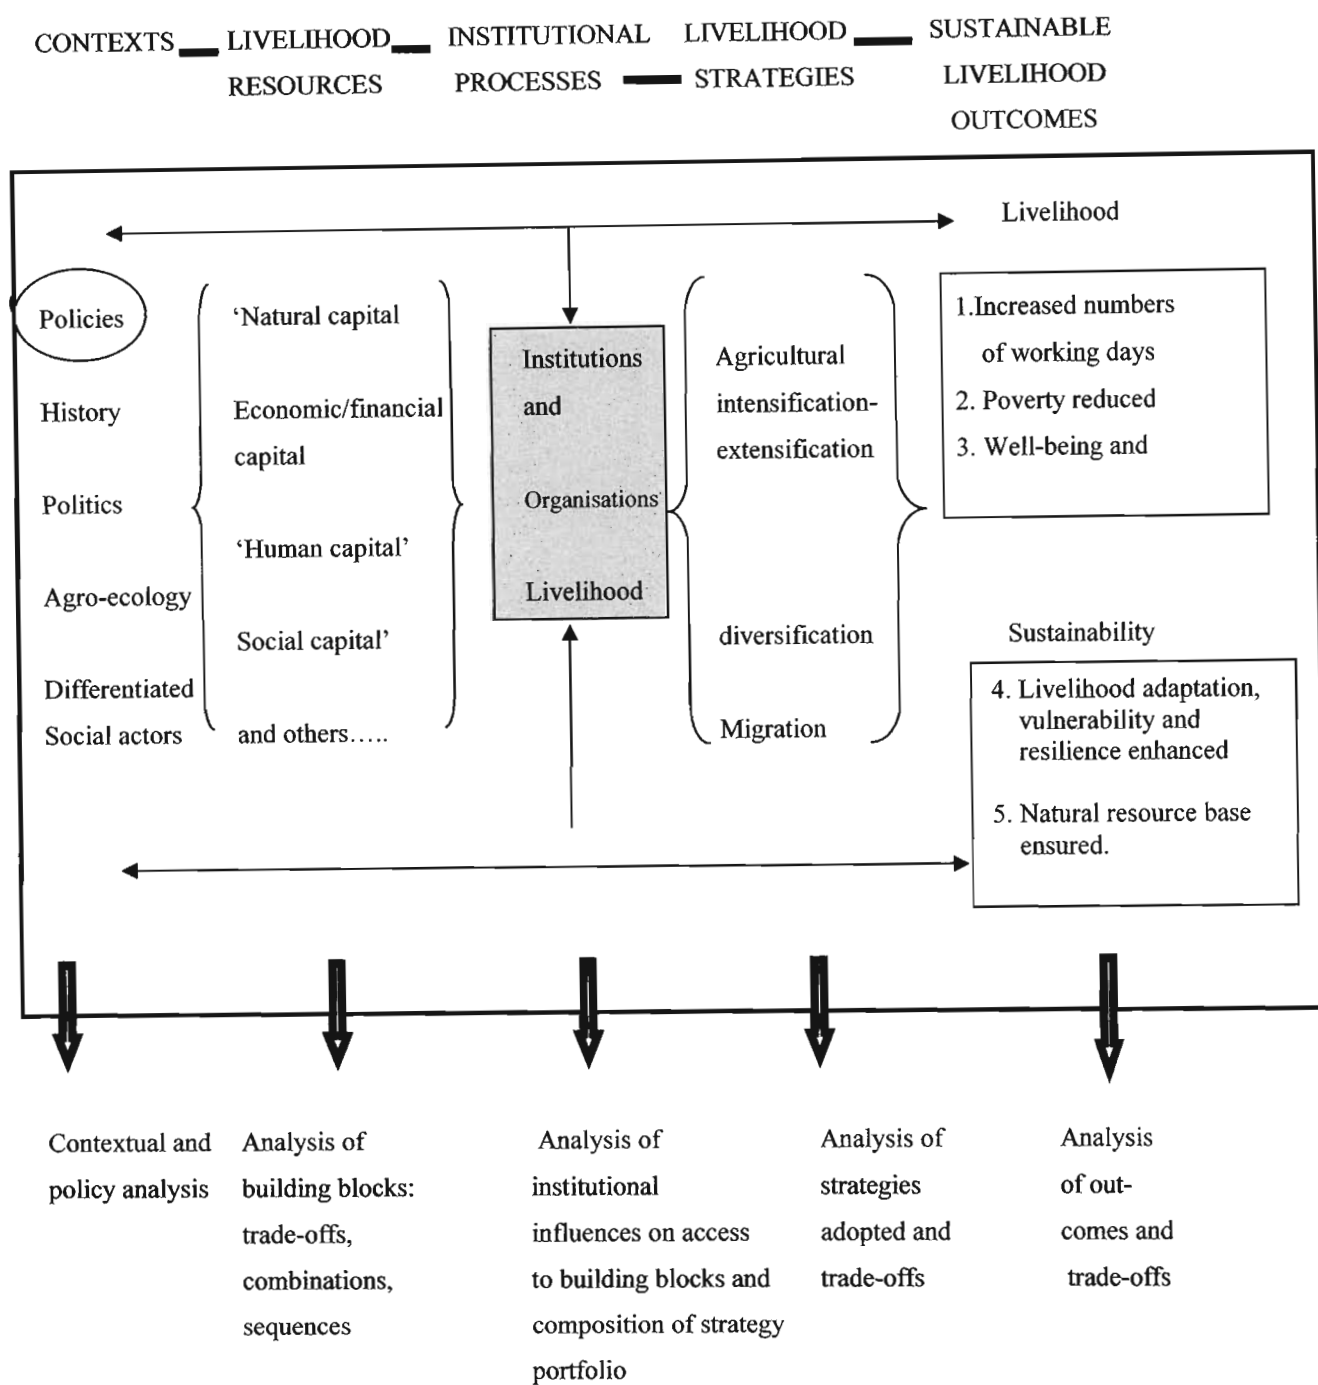 CONTEXTS
LIVELIHOOD
RESOURCES
INSTITUTIONAL
PROCESSES
LIVELIHOOD
STRATEGIES
SUSTAINABLE
LIVELIHOOD
OUTCOMES
Policies
History
Politics
Agro-ecology
Differentiated
Social actors
‘Natural capital
Economic/financial
capital
‘Human capital’
Social capital’
and others…..
Institutions
and
Organisations
Livelihood
Agricultural
intensification-
extensification
diversification
Migration
Livelihood
1.Increased numbers
of working days
2. Poverty reduced
3. Well-being and
Sustainability
4. Livelihood adaptation,
vulnerability and
resilience enhanced
5. Natural resource base
ensured.
Contextual and
policy analysis
Analysis of
building blocks:
trade-offs,
combinations,
sequences
Analysis of
institutional
influences on access
to building blocks and
composition of strategy
portfolio
Analysis of
strategies
adopted and
trade-offs
Analysis
of out-
comes and
trade-offs